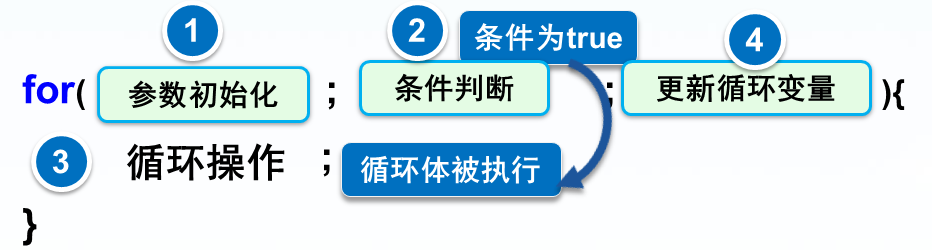 1 2 条件为true 4
for( 参数初始化 ; 条件判断 ; 更新循环变量 ){
3 循环操作 ; 循环体被执行
}